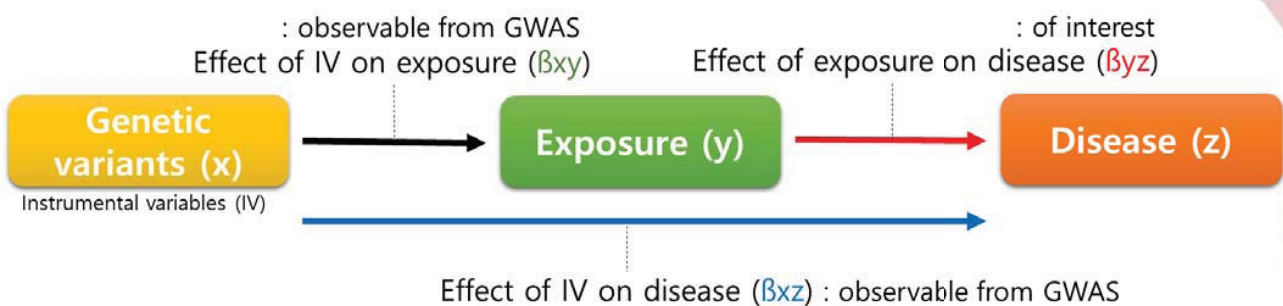 : observable from GWAS
Effect of IV on exposure (ßxy)
: of interest
Effect of exposure on disease (ßyz)
Genetic
variants (x)
Exposure (y)
Disease (z)
Instrumental variables (IV)
Effect of IV on disease (ßxz) : observable from GWAS